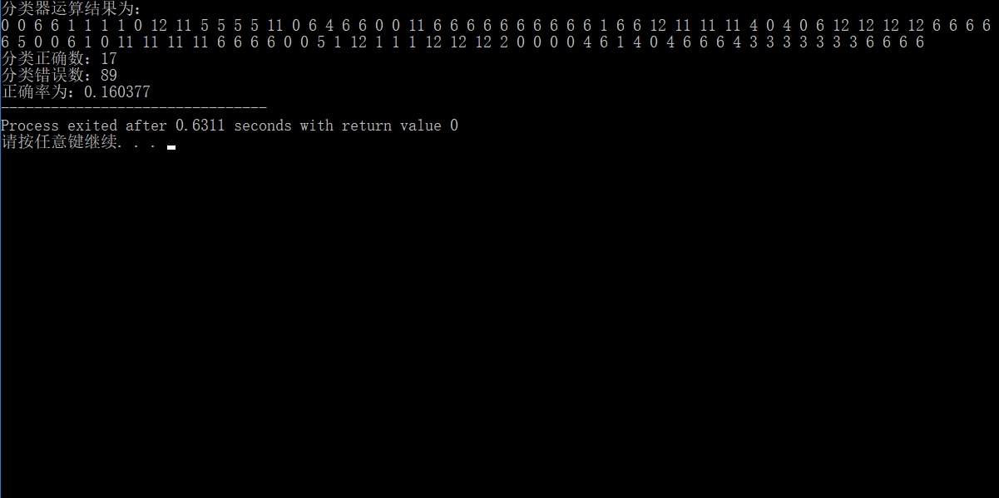 分类器运算结果为:
0 0 6 6 1 1 1 1 0 12 11 5 5 5 5 11 0 6 4 6 6 0 0 11 6 6 6 6 6 6 6 6 6 6 1 6 6 12 11 11 11 4 0 4 0 6 12 12 12 12 6 6 6 6
6 5 0 0 6 1 0 11 11 11 11 6 6 6 6 0 0 5 1 12 1 1 1 12 12 12 2 0 0 0 0 4 6 1 4 0 4 6 6 6 4 3 3 3 3 3 3 3 6 6 6 6
分类正确数: 17
分类错误数: 89
正确率为: 0.160377
--------------------------------
Process exited after 0.6311 seconds with return value 0
请按任意键继续. . .